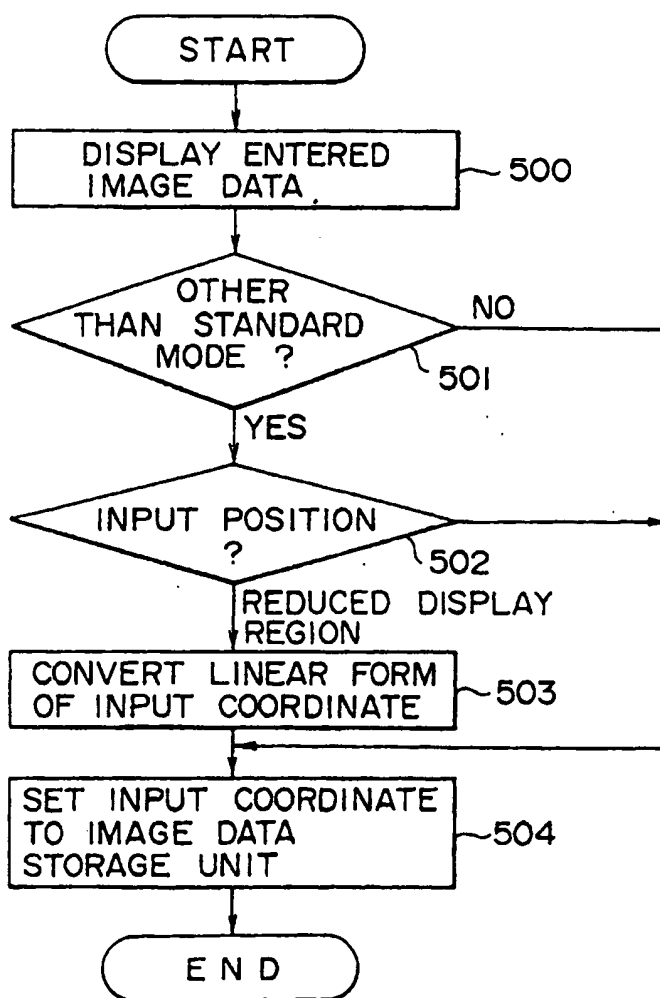 START
DISPLAY ENTERED
IMAGE DATA
500
OTHER
THAN STANDARD
MODE ?
NO
501
YES
INPUT POSITION
?
502
REDUCED DISPLAY
REGION
CONVERT LINEAR FORM
OF INPUT COORDINATE
503
SET INPUT COORDINATE
TO IMAGE DATA
STORAGE UNIT
504
END